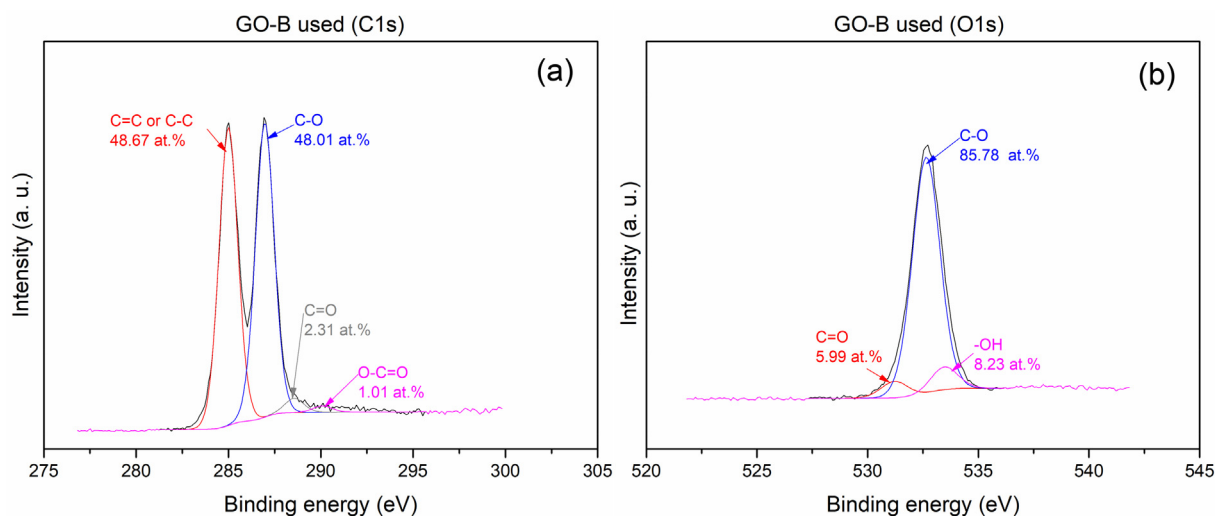 GO-B used (C1s)
(a)
C=C or C-C
48.67 at.%
C-O
48.01 at.%
C=O
2.31 at.%
O-C=O
1.01 at.%
Intensity (a. u.)
275 280 285 290 295 300 305
Binding energy (eV)
GO-B used (O1s)
(b)
C-O
85.78 at.%
C=O
5.99 at.%
-OH
8.23 at.%
Intensity (a. u.)
520 525 530 535 540 545
Binding energy (eV)